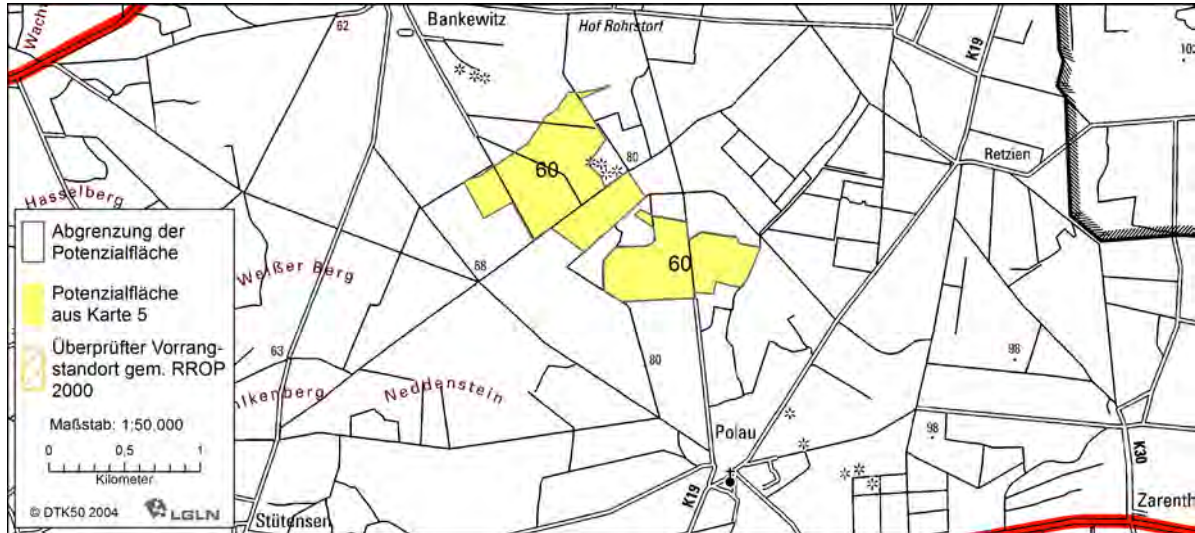 Wach
62
Bankewitz
Hof Rohrstorf
K19
102
60
80
Retzien
Hasselberg
Abgrenzung der
Potenzialfläche
Weißer Berg
68
60
Potenzialfläche
aus Karte 5
Überprüfter Vorrang-
standort gem. RROP
2000
63
80
98
lkenberg
Neddenstein
Maßstab: 1:50.000
0 0,5 1
Kilometer
Polau
98
K30
© DTK50 2004
LGLN
Stütensen
K19
Zarenth